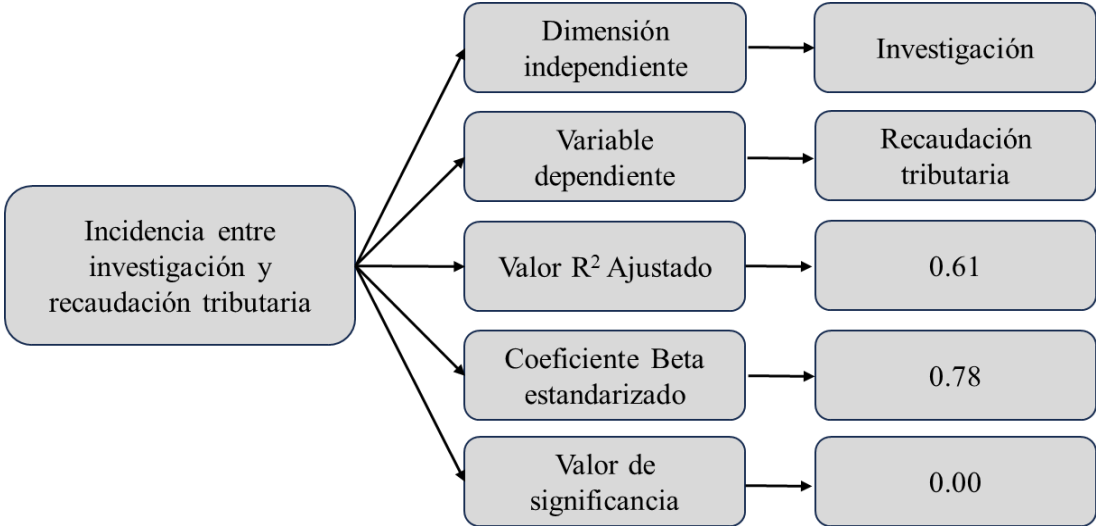 Incidencia entre
investigación y
recaudación tributaria
Dimensión
independiente
Investigación
Variable
dependiente
Recaudación
tributaria
Valor R² Ajustado
0.61
Coeficiente Beta
estandarizado
0.78
Valor de
significancia
0.00